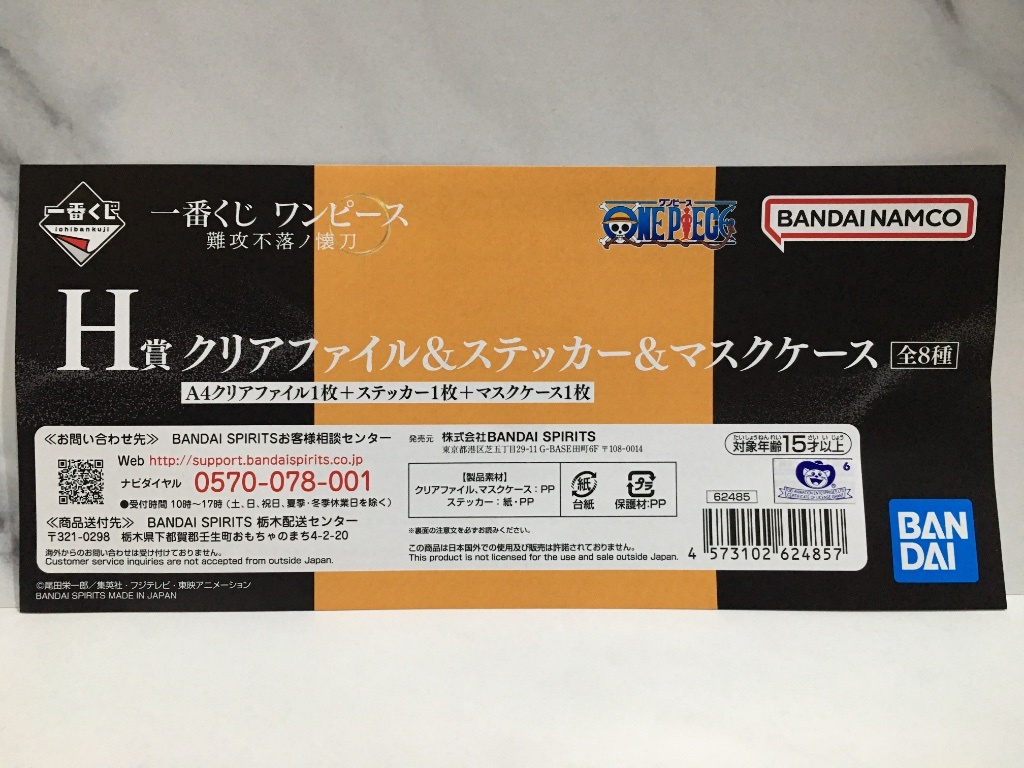 一番くじ
ichibankuji
一番くじ ワンピース
難攻不落ノ懐刀
ワンピース
ONE PIECE
BANDAI NAMCO
H賞 クリアファイル&ステッカー&マスクケース 全8種
A4クリアファイル1枚+ステッカー1枚+マスクケース1枚
≪お問い合わせ先≫ BANDAI SPIRITSお客様相談センター
Web http://support.bandaispirits.co.jp
ナビダイヤル 0570-078-001
●受付時間 10時〜17時(土、日、祝日、夏季・冬季休業日を除く)
≪商品送付先≫ BANDAI SPIRITS 栃木配送センター
〒321-0298 栃木県下都賀郡壬生町おもちゃのまち4-2-20
海外からのお問い合わせは受け付けておりません。
Customer service inquiries are not accepted from outside Japan.
発売元 株式会社BANDAI SPIRITS
東京都港区芝五丁目29-11 G-BASE田町6F 〒108-0014
【製品素材】
クリアファイル、マスクケース:PP
ステッカー:紙・PP
紙
台紙
プラ
保護材:PP
※裏面の注意文を必ずお読みください。
この商品は日本国外での使用及び販売は許諾しておりません。
This product is not licensed for the use and sale outside Japan.
たいしょうねんれい さい いじょう
対象年齢15才以上
6
62485
4 573102 624857
BAN
DAI
©尾田栄一郎/集英社・フジテレビ・東映アニメーション
BANDAI SPIRITS MADE IN JAPAN